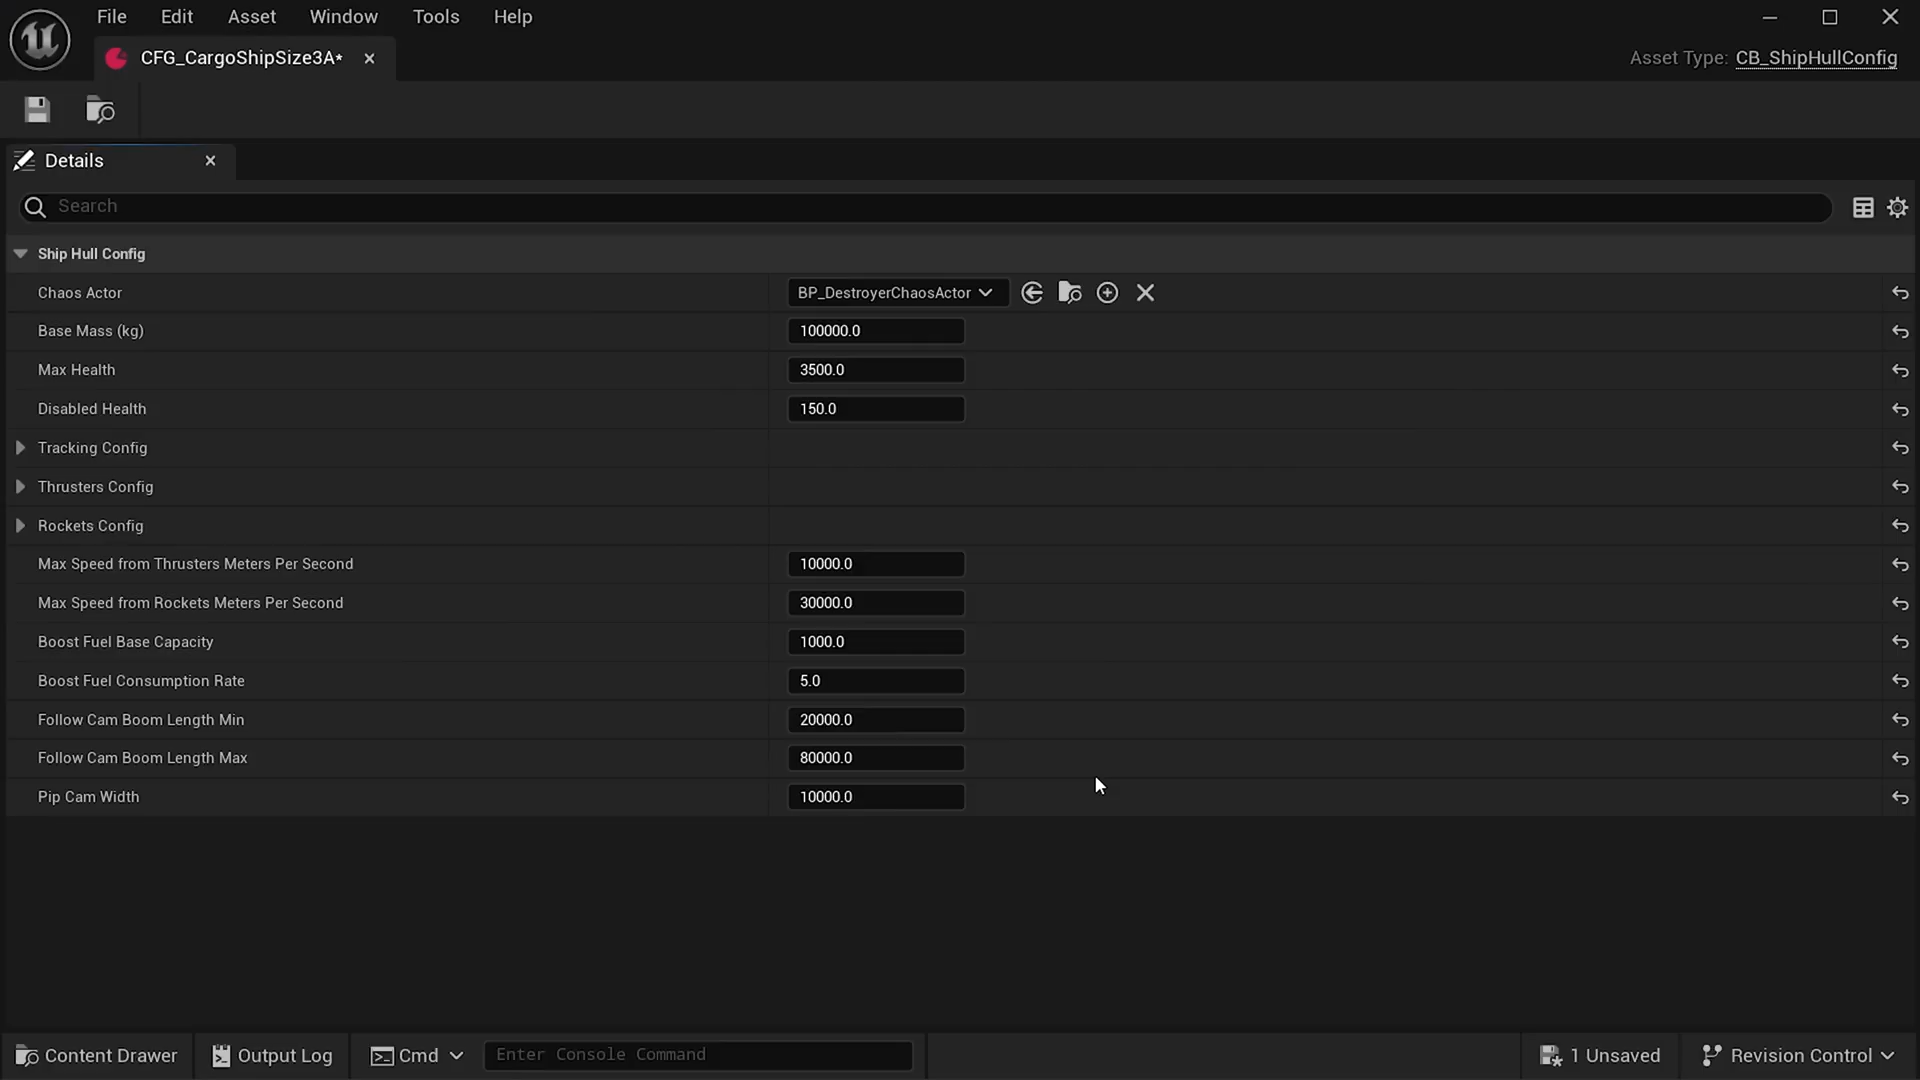 File Edit Asset Window Tools Help
CFG_CargoShipSize3A*
Asset Type: CB_ShipHullConfig
Details
Search
Ship Hull Config
Chaos Actor BP_DestroyerChaosActor
Base Mass (kg) 100000.0
Max Health 3500.0
Disabled Health 150.0
Tracking Config
Thrusters Config
Rockets Config
Max Speed from Thrusters Meters Per Second 10000.0
Max Speed from Rockets Meters Per Second 30000.0
Boost Fuel Base Capacity 1000.0
Boost Fuel Consumption Rate 5.0
Follow Cam Boom Length Min 20000.0
Follow Cam Boom Length Max 80000.0
Pip Cam Width 10000.0
Content Drawer Output Log Cmd Enter Console Command 1 Unsaved Revision Control